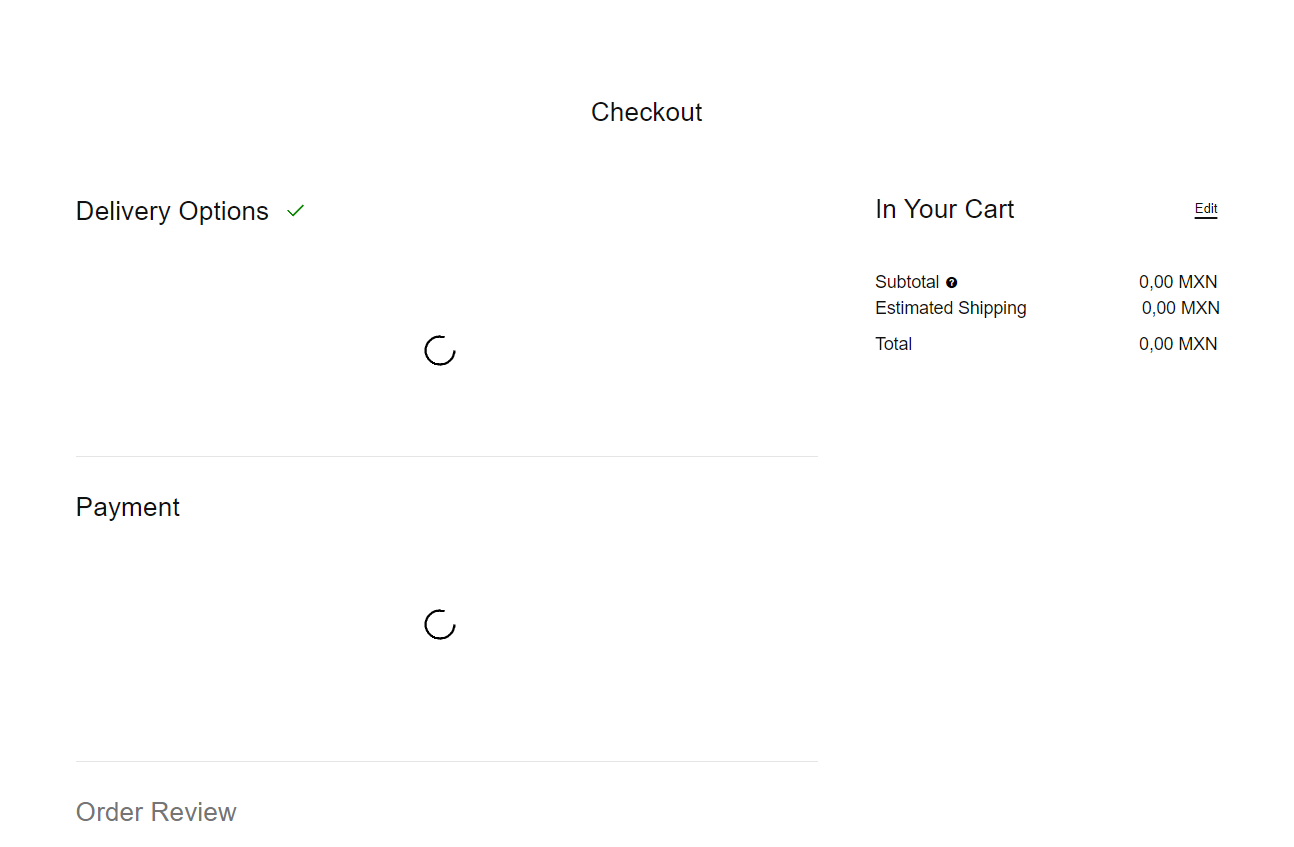 Checkout
Delivery Options
In Your Cart
Edit
Subtotal ? 0,00 MXN
Estimated Shipping 0,00 MXN
Total 0,00 MXN
Payment
Order Review